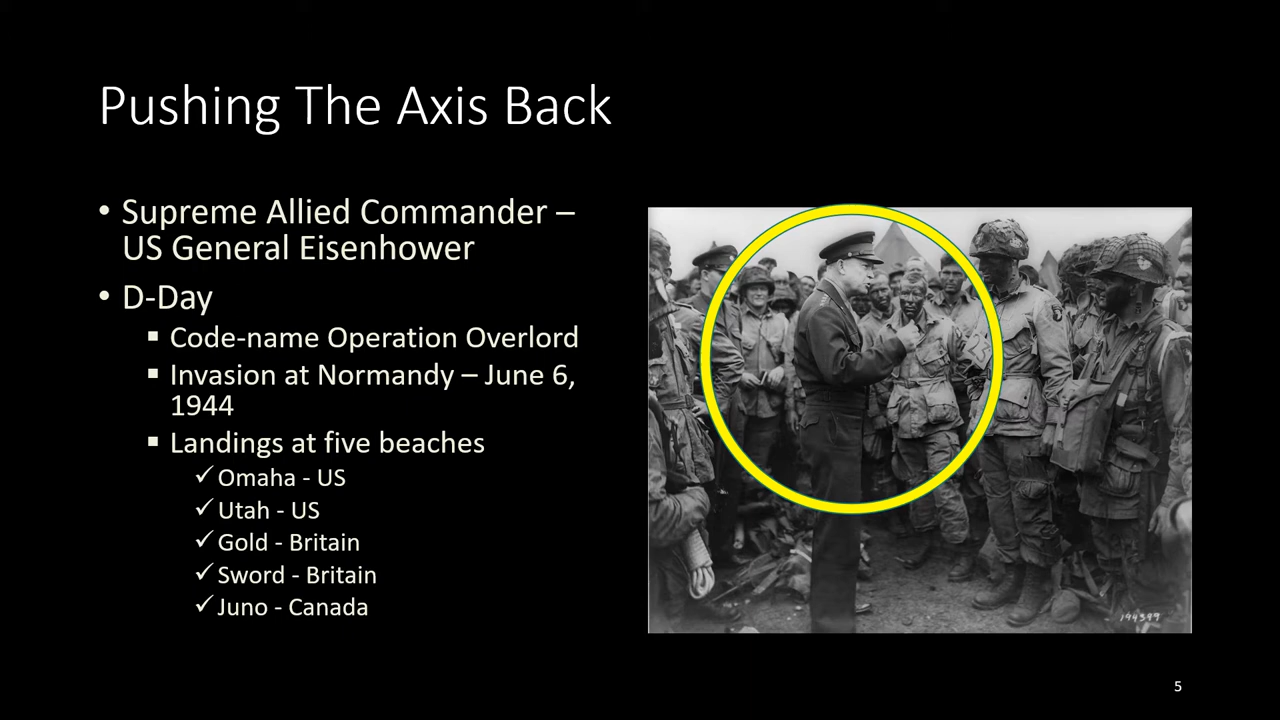 Pushing The Axis Back
• Supreme Allied Commander –
US General Eisenhower
• D-Day
▪ Code-name Operation Overlord
▪ Invasion at Normandy – June 6,
1944
▪ Landings at five beaches
✓ Omaha - US
✓ Utah - US
✓ Gold - Britain
✓ Sword - Britain
✓ Juno - Canada
194399
5